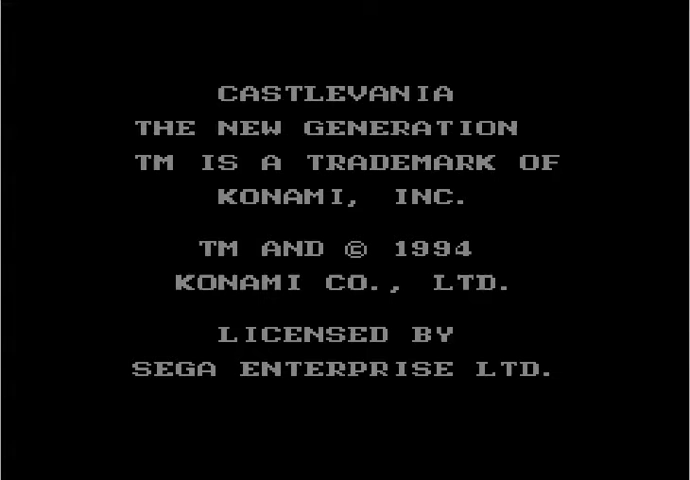 CASTLEVANIA
THE NEW GENERATION
TM IS A TRADEMARK OF
KONAMI, INC.
TM AND © 1994
KONAMI CO., LTD.
LICENSED BY
SEGA ENTERPRISE LTD.